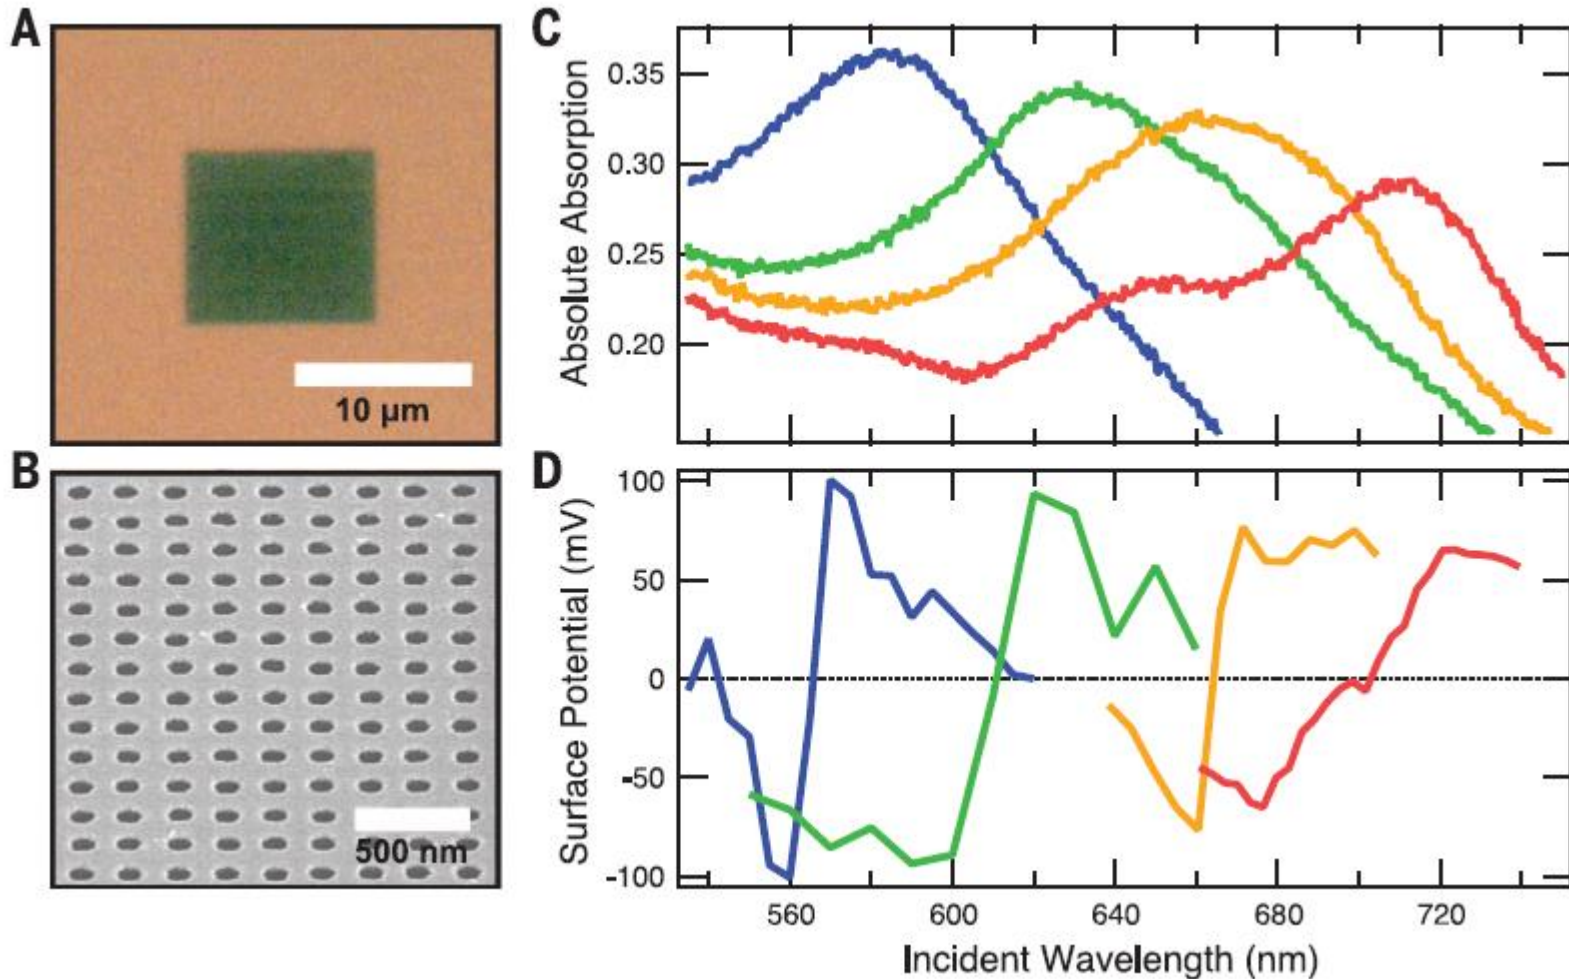 A
10 μm
B
500 nm
C
Absolute Absorption
0.35
0.30
0.25
0.20
D
Surface Potential (mV)
100
50
0
-50
-100
560 600 640 680 720
Incident Wavelength (nm)